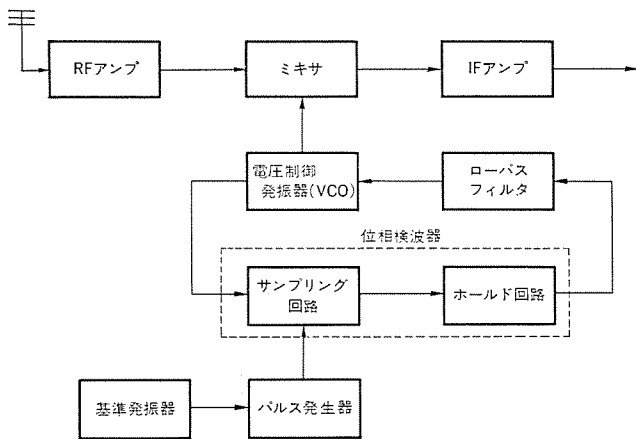 RFアンプ
ミキサ
IFアンプ
電圧制御
発振器(VCO)
ローパス
フィルタ
位相検波器
サンプリング
回路
ホールド回路
基準発振器
パルス発生器